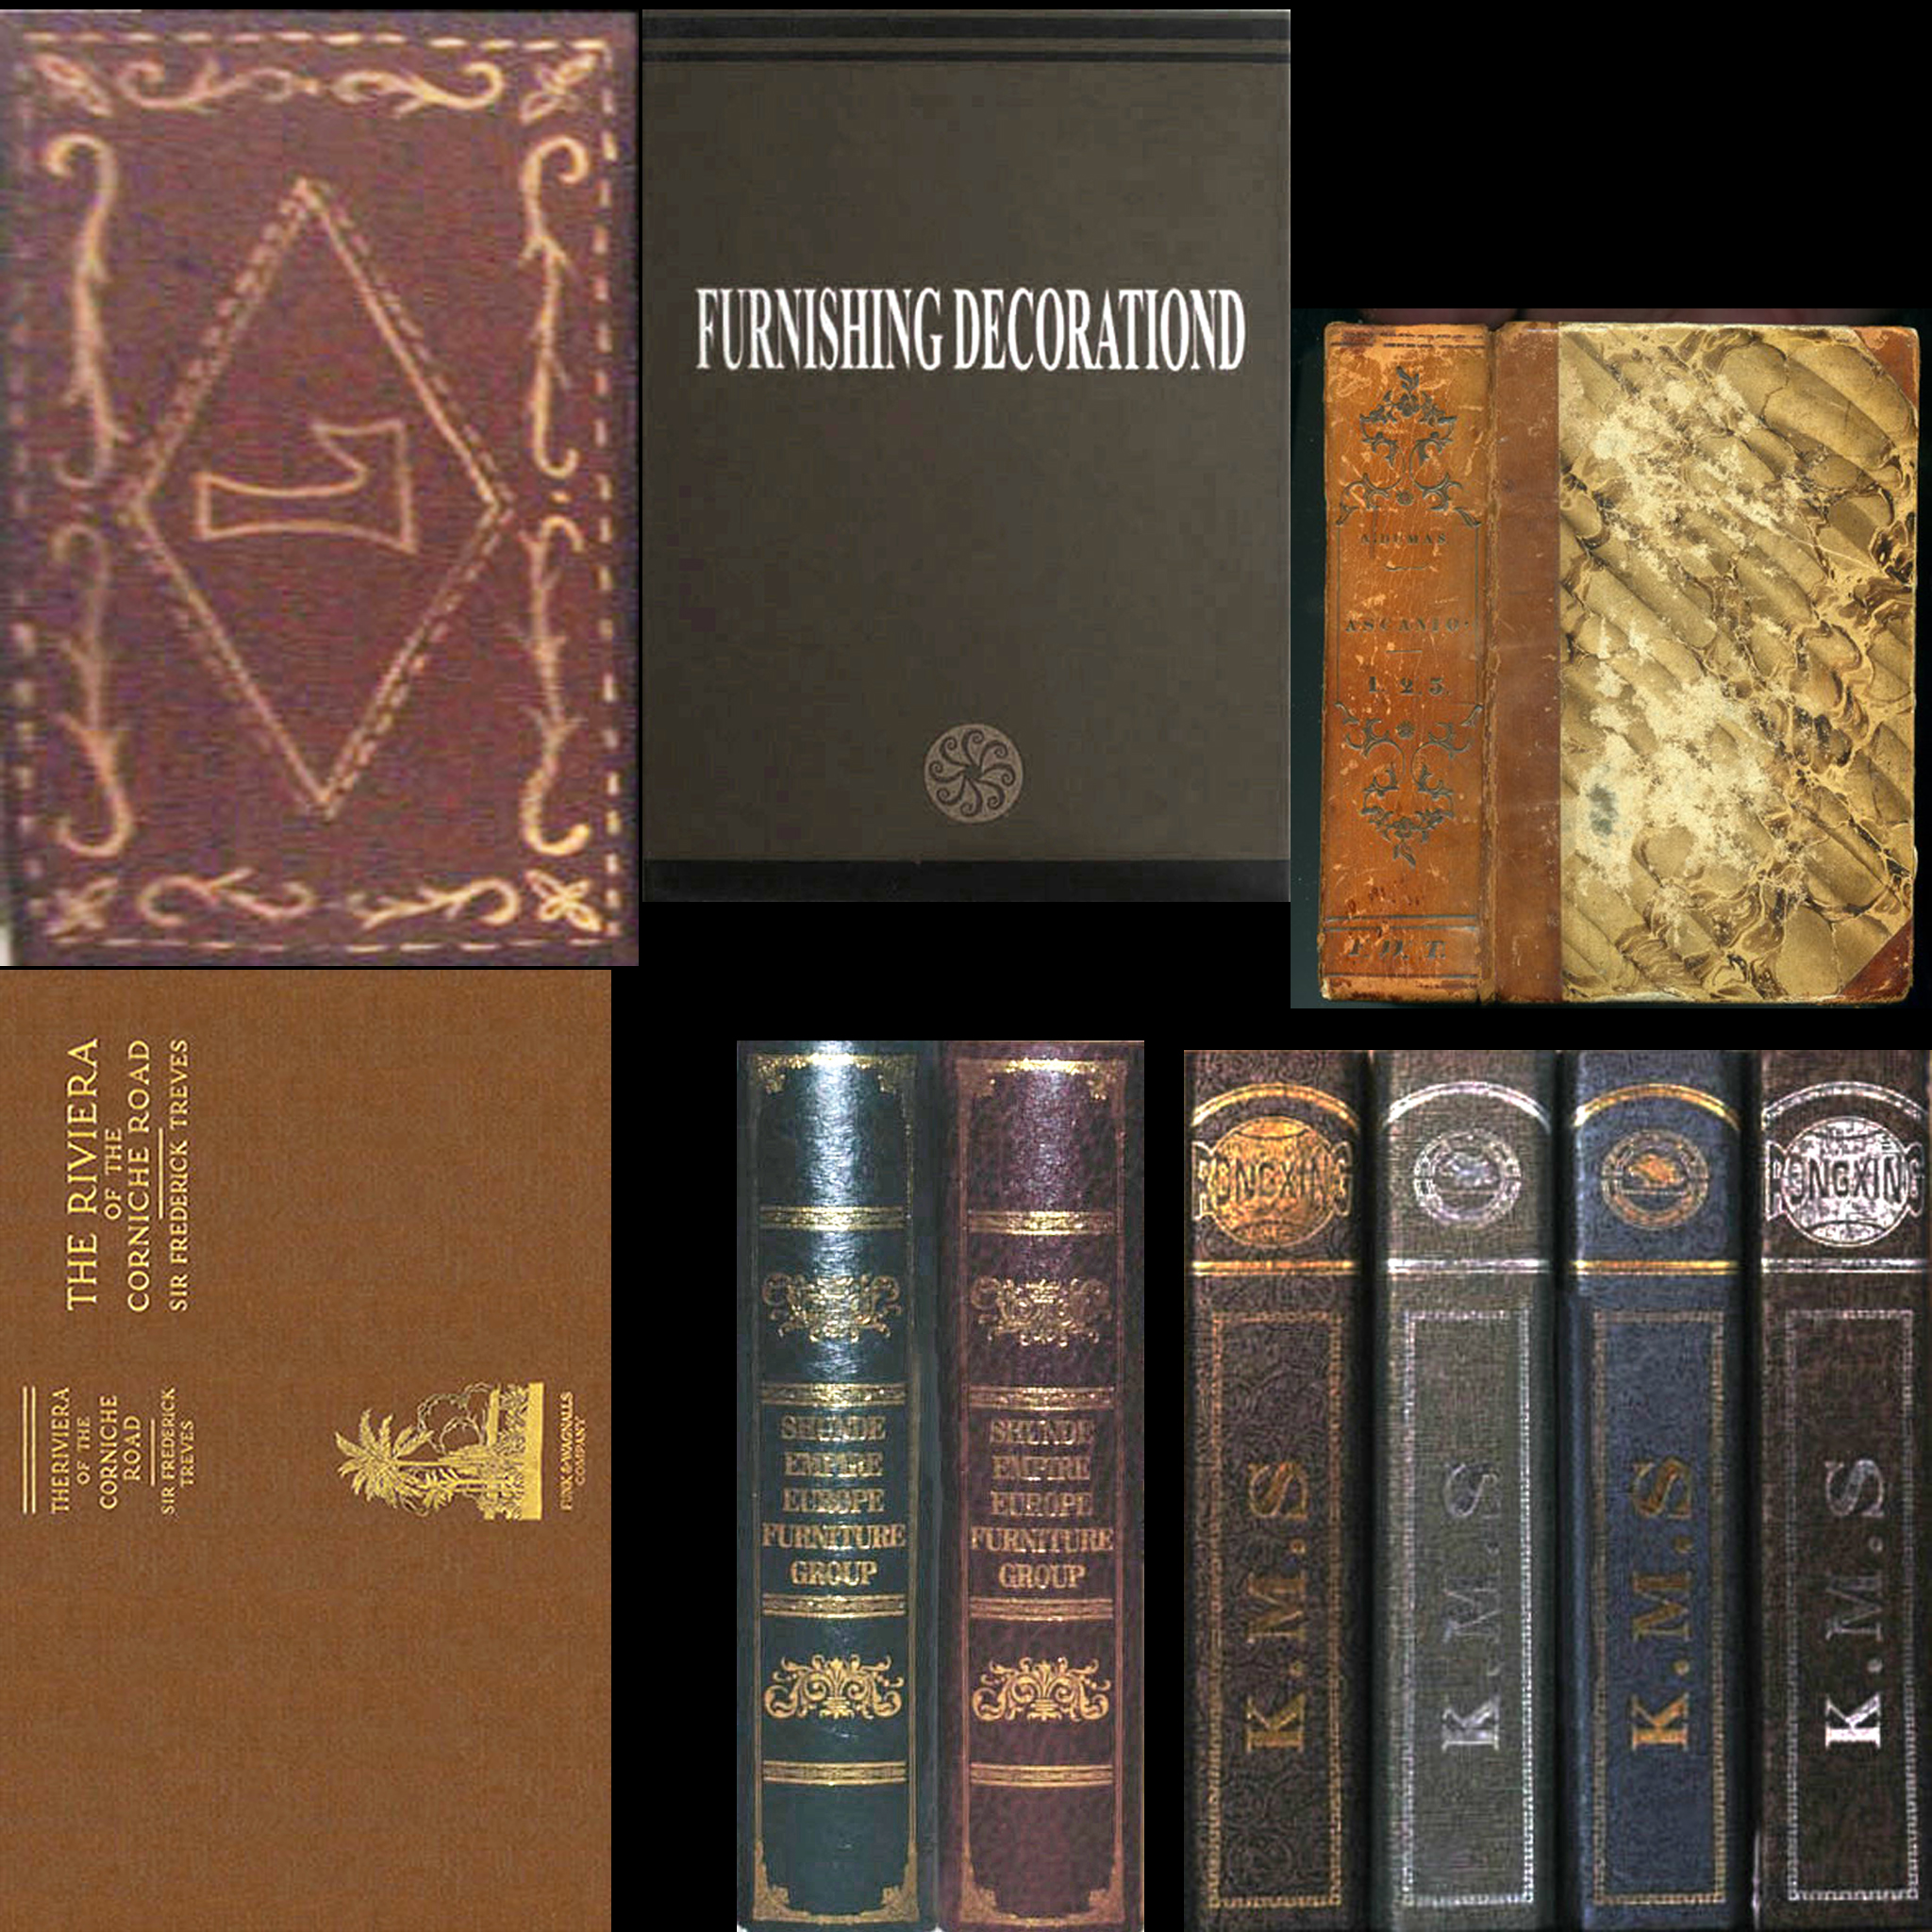 L
FURNISHING DECORATIOND
A.DUMAS
ASCANIO.
1. 2. 3.
THE RIVIERA
OF THE
CORNICHE ROAD
SIR FREDERICK TREVES
THERIVIERA
OF THE
CORNICHE
ROAD
SIR FREDERICK
TREVES
FUNK & WAGNALLS
COMPANY
SHUNDE
EMPIRE
EUROPE
FURNITURE
GROUP
SHUNDE
EMPIRE
EUROPE
FURNITURE
GROUP
RONGXING
K.M.S
K.M.S
K.M.S
RONGXING
K.M.S